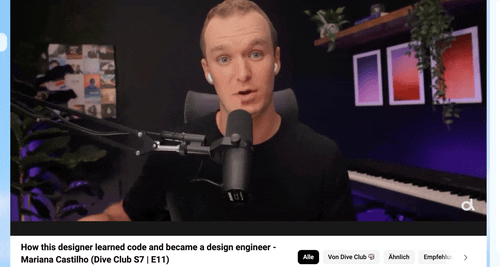 How this designer learned code and became a design engineer -
Mariana Castilho (Dive Club S7 | E11)
Alle
Von Dive Club
Ähnlich